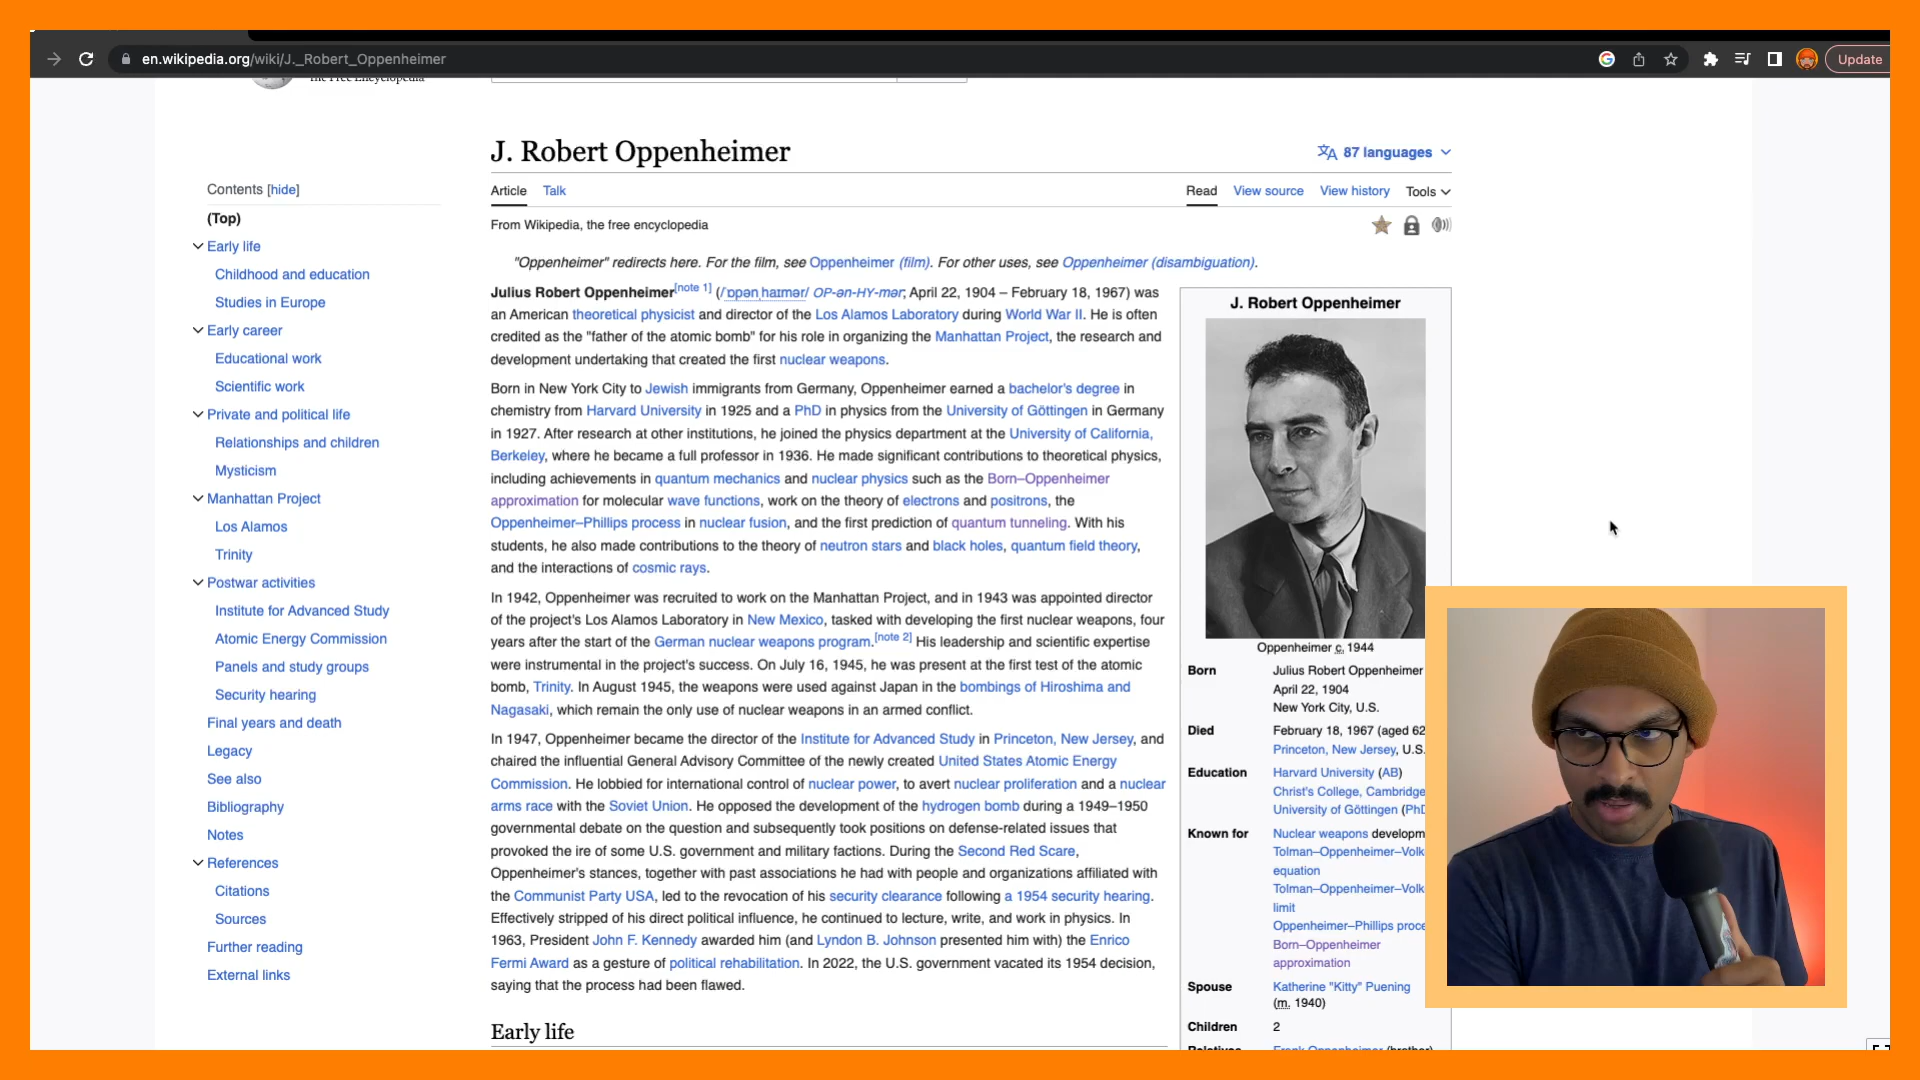 en.wikipedia.org/wiki/J._Robert_Oppenheimer
Update
The Free Encyclopedia
J. Robert Oppenheimer
87 languages
Article Talk
Read View source View history Tools
From Wikipedia, the free encyclopedia
Contents [hide]
(Top)
Early life
Childhood and education
Studies in Europe
Early career
Educational work
Scientific work
Private and political life
Relationships and children
Mysticism
Manhattan Project
Los Alamos
Trinity
Postwar activities
Institute for Advanced Study
Atomic Energy Commission
Panels and study groups
Security hearing
Final years and death
Legacy
See also
Bibliography
Notes
References
Citations
Sources
Further reading
External links
"Oppenheimer" redirects here. For the film, see Oppenheimer (film). For other uses, see Oppenheimer (disambiguation).
Julius Robert Oppenheimer[note 1] (/ˈɒpənˌhaɪmər/ OP-ən-HY-mər; April 22, 1904 – February 18, 1967) was
an American theoretical physicist and director of the Los Alamos Laboratory during World War II. He is often
credited as the "father of the atomic bomb" for his role in organizing the Manhattan Project, the research and
development undertaking that created the first nuclear weapons.
Born in New York City to Jewish immigrants from Germany, Oppenheimer earned a bachelor's degree in
chemistry from Harvard University in 1925 and a PhD in physics from the University of Göttingen in Germany
in 1927. After research at other institutions, he joined the physics department at the University of California,
Berkeley, where he became a full professor in 1936. He made significant contributions to theoretical physics,
including achievements in quantum mechanics and nuclear physics such as the Born–Oppenheimer
approximation for molecular wave functions, work on the theory of electrons and positrons, the
Oppenheimer–Phillips process in nuclear fusion, and the first prediction of quantum tunneling. With his
students, he also made contributions to the theory of neutron stars and black holes, quantum field theory,
and the interactions of cosmic rays.
In 1942, Oppenheimer was recruited to work on the Manhattan Project, and in 1943 was appointed director
of the project's Los Alamos Laboratory in New Mexico, tasked with developing the first nuclear weapons, four
years after the start of the German nuclear weapons program.[note 2] His leadership and scientific expertise
were instrumental in the project's success. On July 16, 1945, he was present at the first test of the atomic
bomb, Trinity. In August 1945, the weapons were used against Japan in the bombings of Hiroshima and
Nagasaki, which remain the only use of nuclear weapons in an armed conflict.
In 1947, Oppenheimer became the director of the Institute for Advanced Study in Princeton, New Jersey, and
chaired the influential General Advisory Committee of the newly created United States Atomic Energy
Commission. He lobbied for international control of nuclear power, to avert nuclear proliferation and a nuclear
arms race with the Soviet Union. He opposed the development of the hydrogen bomb during a 1949–1950
governmental debate on the question and subsequently took positions on defense-related issues that
provoked the ire of some U.S. government and military factions. During the Second Red Scare,
Oppenheimer's stances, together with past associations he had with people and organizations affiliated with
the Communist Party USA, led to the revocation of his security clearance following a 1954 security hearing.
Effectively stripped of his direct political influence, he continued to lecture, write, and work in physics. In
1963, President John F. Kennedy awarded him (and Lyndon B. Johnson presented him with) the Enrico
Fermi Award as a gesture of political rehabilitation. In 2022, the U.S. government vacated its 1954 decision,
saying that the process had been flawed.
Early life
J. Robert Oppenheimer
Oppenheimer c. 1944
Born Julius Robert Oppenheimer
April 22, 1904
New York City, U.S.
Died February 18, 1967 (aged 62
Princeton, New Jersey, U.S.
Education Harvard University (AB)
Christ's College, Cambridge
University of Göttingen (PhD
Known for Nuclear weapons developm
Tolman–Oppenheimer–Volk
equation
Tolman–Oppenheimer–Volk
limit
Oppenheimer–Phillips proce
Born–Oppenheimer
approximation
Spouse Katherine "Kitty" Puening
(m. 1940)
Children 2
Relatives Frank Oppenheimer (brother)